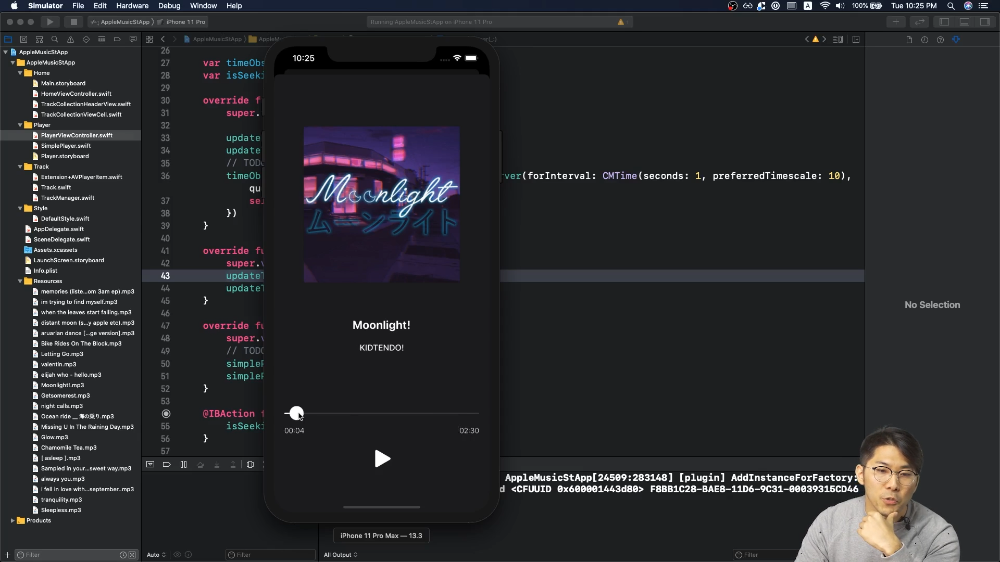 Simulator File Edit Hardware Debug Window Help
A 100% Tue 10:25 PM
AppleMusicStApp iPhone 11 Pro
Running AppleMusicStApp on iPhone 11 Pro 1
AppleMusicStApp AppleM er(_:)
AppleMusicStApp
AppleMusicStApp
Home
Main.storyboard
HomeViewController.swift
TrackCollectionHeaderView.swift
TrackCollectionViewCell.swift
Player
PlayerViewController.swift
SimplePlayer.swift
Player.storyboard
Track
Extension+AVPlayerItem.swift
Track.swift
TrackManager.swift
Style
DefaultStyle.swift
AppDelegate.swift
SceneDelegate.swift
Assets.xcassets
LaunchScreen.storyboard
Info.plist
Resources
memories (liste...om 3am ep).mp3
im trying to find myself.mp3
when the leaves start falling.mp3
distant moon (s...y apple etc).mp3
aruarian dance [...ge version].mp3
Bike Rides On The Block.mp3
Letting Go.mp3
valentin.mp3
elijah who - hello.mp3
Moonlight!.mp3
Getsomerest.mp3
night calls.mp3
Ocean ride __ 海の乗り.mp3
Missing U In The Raining Day.mp3
Glow.mp3
Chamomile Tea.mp3
[ asleep ].mp3
Sampled in your...sweet way.mp3
always you.mp3
i fell in love with...september..mp3
tranquility.mp3
Sleepless.mp3
Products
Filter
26
27 var timeObs
28 var isSeeki
29
30 override f
31 super.
32
33 update
34 update
35 // TODO
36 timeOb ver(forInterval: CMTime(seconds: 1, preferredTimescale: 10),
qu
37 sel
38 })
39 }
40
41 override fu
42 super.v
43 updateT
44 updateT
45 }
46
47 override fu
48 super.v
49 // TODO
50 simpleP
51 simpleP
52 }
53
@IBAction f
55 isSeeki
56 }
57
10:25
Moonlight
ムーンライト
Moonlight!
KIDTENDO!
00:04 02:30
iPhone 11 Pro Max — 13.3
No Selection
AppleMusicStApp[24509:283148] [plugin] AddInstanceForFactory:
d <CFUUID 0x600001443d80> F8BB1C28-BAE8-11D6-9C31-00039315CD46
Auto Filter All Output Filter